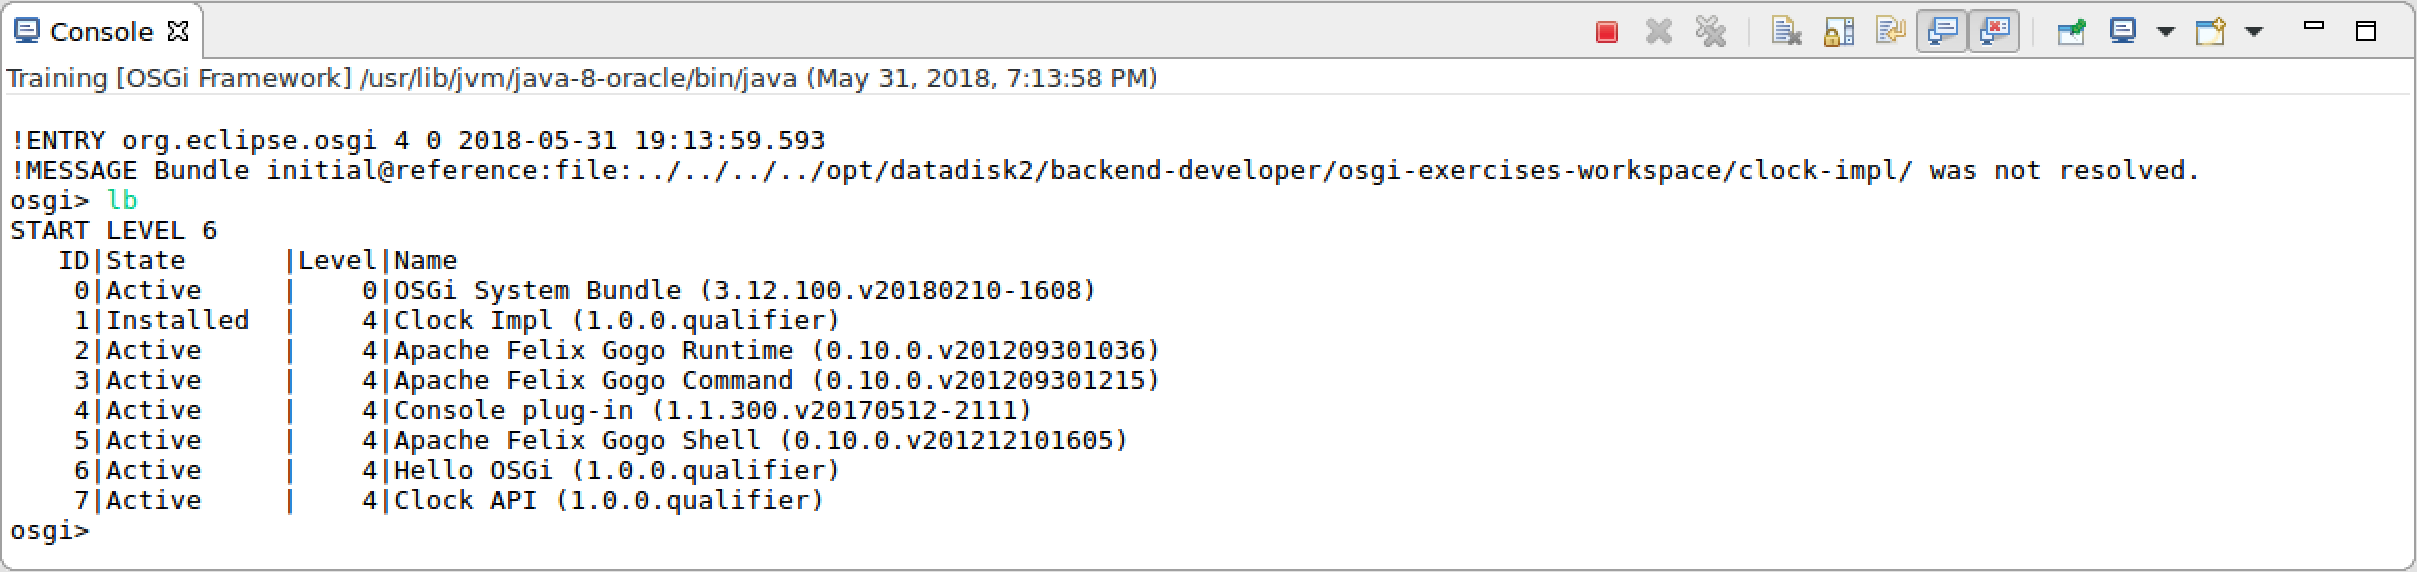 Console
Training [OSGi Framework] /usr/lib/jvm/java-8-oracle/bin/java (May 31, 2018, 7:13:58 PM)
!ENTRY org.eclipse.osgi 4 0 2018-05-31 19:13:59.593
!MESSAGE Bundle initial@reference:file:../../../../opt/datadisk2/backend-developer/osgi-exercises-workspace/clock-impl/ was not resolved.
osgi> lb
START LEVEL 6
   ID|State      |Level|Name
    0|Active     |    0|OSGi System Bundle (3.12.100.v20180210-1608)
    1|Installed  |    4|Clock Impl (1.0.0.qualifier)
    2|Active     |    4|Apache Felix Gogo Runtime (0.10.0.v201209301036)
    3|Active     |    4|Apache Felix Gogo Command (0.10.0.v201209301215)
    4|Active     |    4|Console plug-in (1.1.300.v20170512-2111)
    5|Active     |    4|Apache Felix Gogo Shell (0.10.0.v201212101605)
    6|Active     |    4|Hello OSGi (1.0.0.qualifier)
    7|Active     |    4|Clock API (1.0.0.qualifier)
osgi>